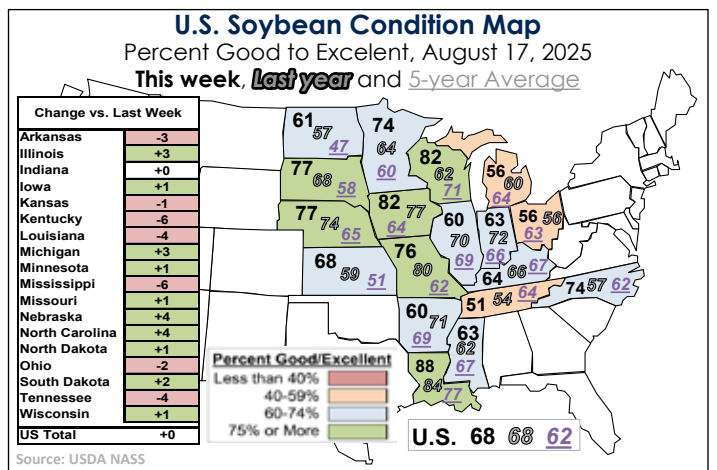 U.S. Soybean Condition Map
Percent Good to Excelent, August 17, 2025
This week, Last year and 5-year Average
Change vs. Last Week
Arkansas -3
Illinois +3
Indiana +0
Iowa +1
Kansas -1
Kentucky -6
Louisiana -4
Michigan +3
Minnesota +1
Mississippi -6
Missouri +1
Nebraska +4
North Carolina +4
North Dakota +1
Ohio -2
South Dakota +2
Tennessee -4
Wisconsin +1
US Total +0
61 57 47
74 64 60
82 62 71
56 60 64
77 68 58
77 74 65
82 77 64
60 70 69
63 72 66
56 56 63
68 59 51
76 80 62
64 66 67
51 54 64
74 57 62
60 71 69
63 62 67
88 84 77
Percent Good/Excellent
Less than 40%
40-59%
60-74%
75% or More
U.S. 68 68 62
Source: USDA NASS